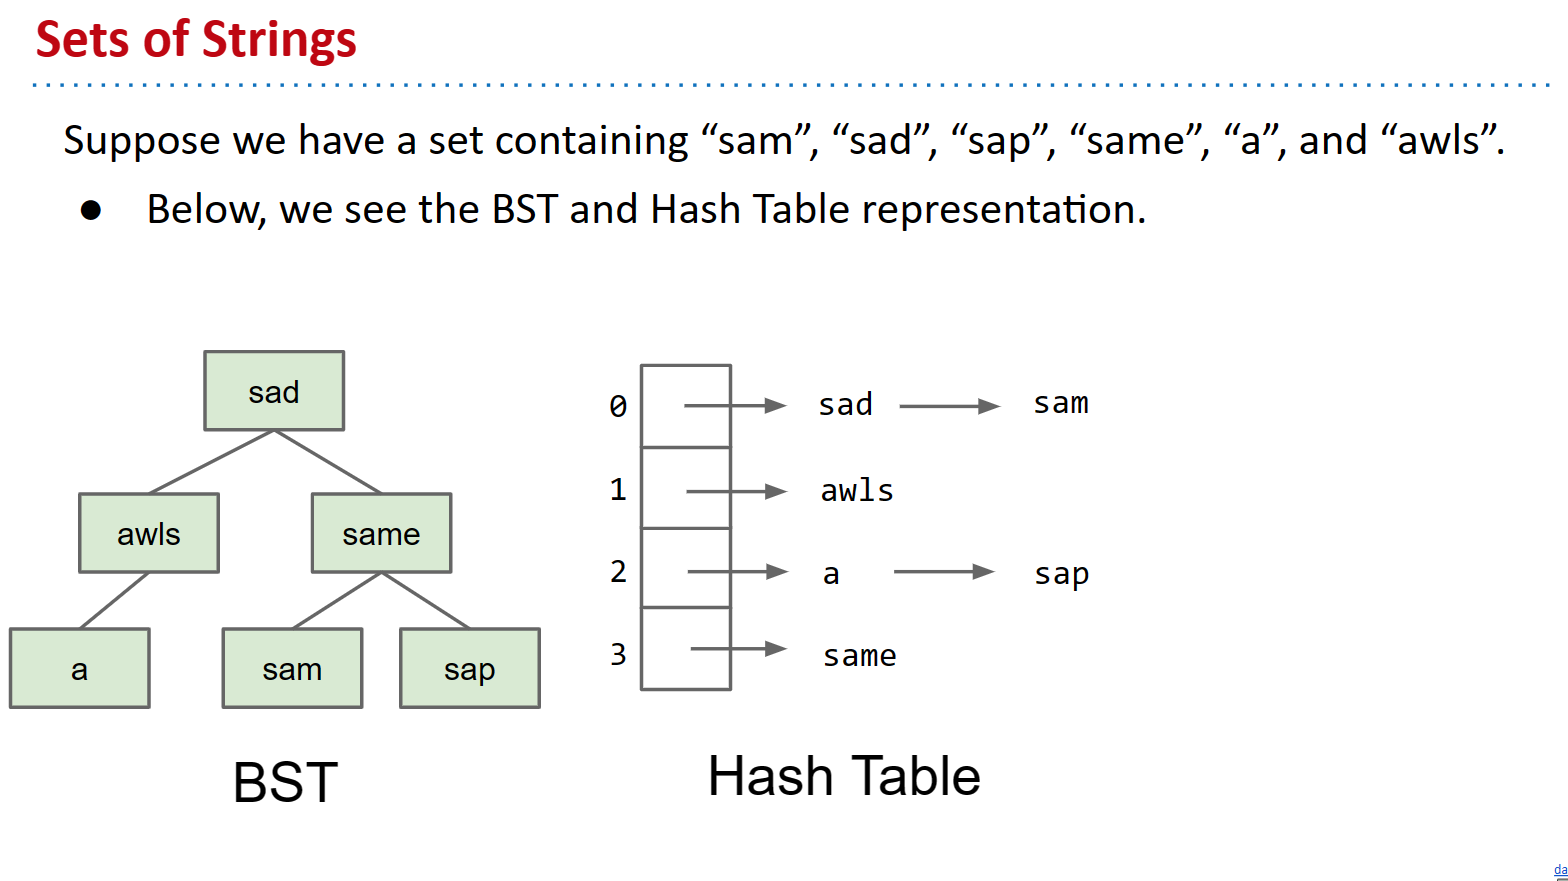 Sets of Strings
Suppose we have a set containing “sam”, “sad”, “sap”, “same”, “a”, and “awls”.
● Below, we see the BST and Hash Table representation.
sad
awls same
a sam sap
BST
0 sad sam
1 awls
2 a sap
3 same
Hash Table
da